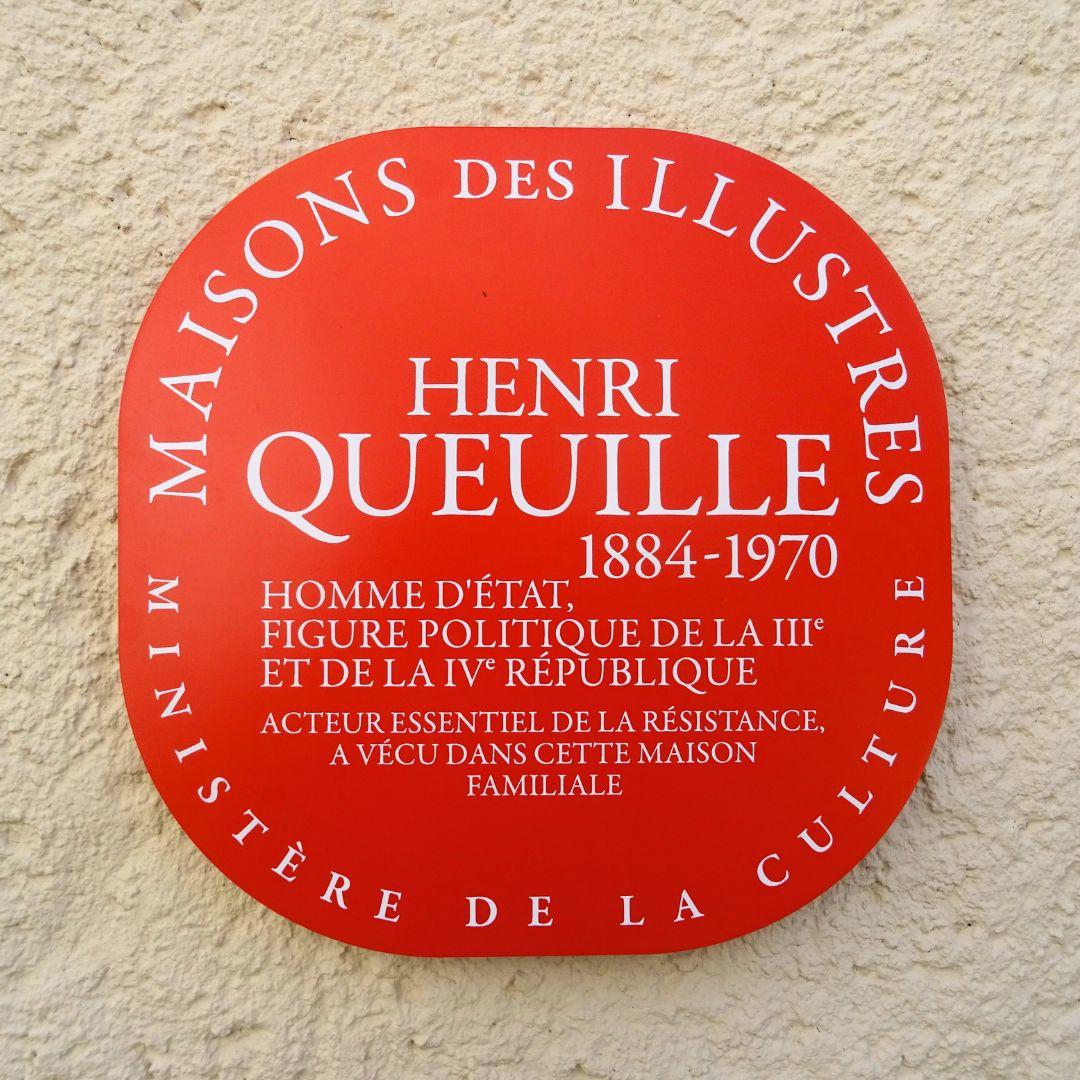 MAISONS DES ILLUSTRES
HENRI
QUEUILLE
1884-1970
HOMME D'ÉTAT,
FIGURE POLITIQUE DE LA IIIᵉ
ET DE LA IVᵉ RÉPUBLIQUE
ACTEUR ESSENTIEL DE LA RÉSISTANCE,
A VÉCU DANS CETTE MAISON
FAMILIALE
MINISTÈRE DE LA CULTURE